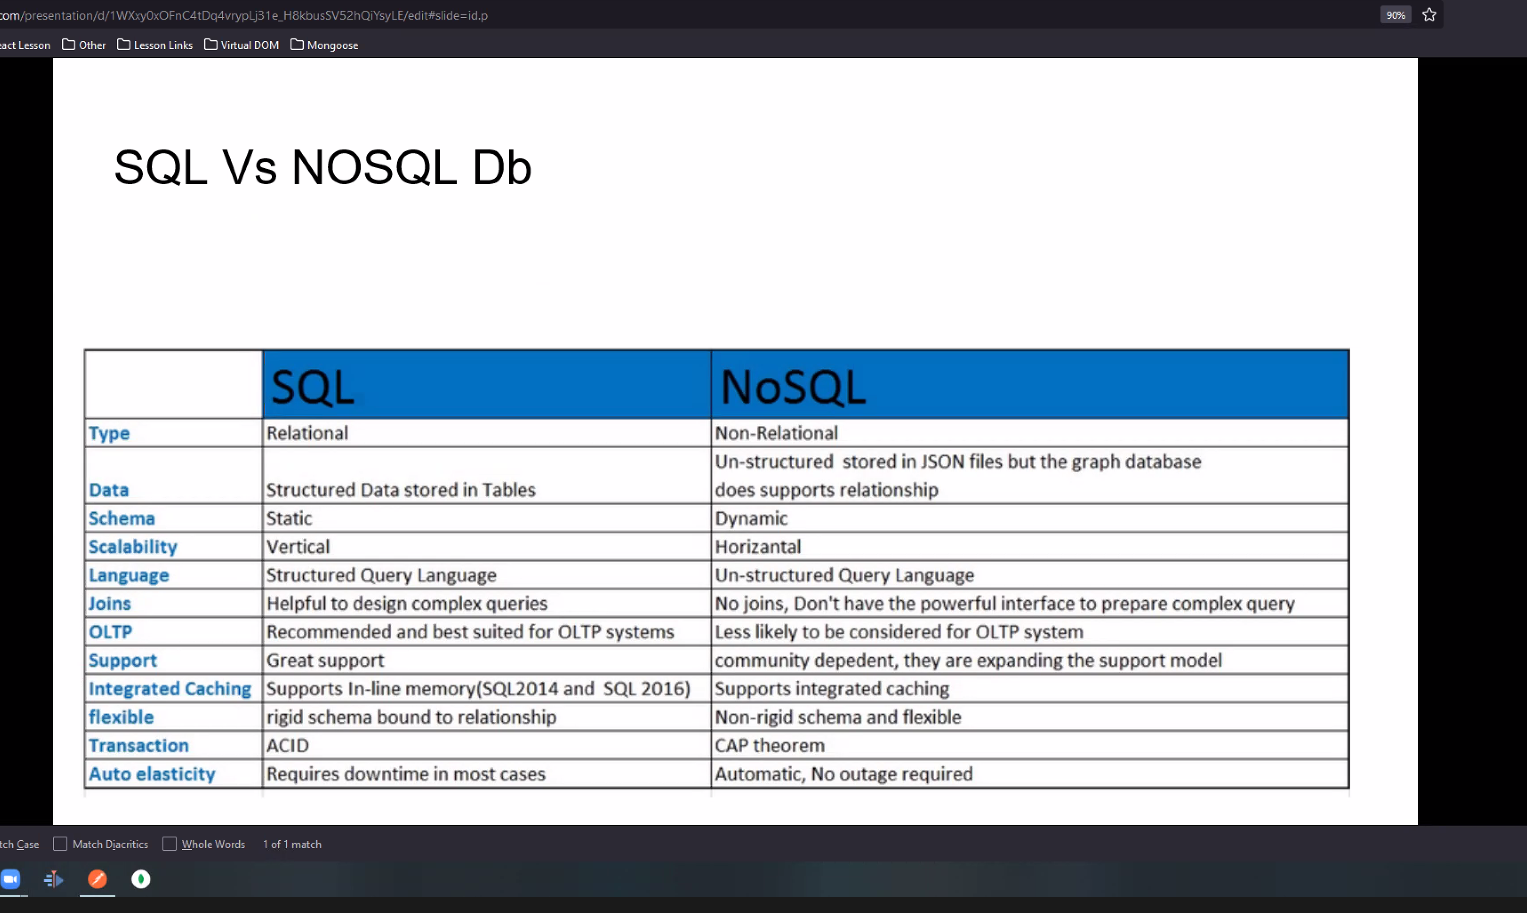 com/presentation/d/1WXxy0xOFnC4tDq4vrypLj31e_H8kbusSV52hQiYsyLE/edit#slide=id.p 90%
eact Lesson Other Lesson Links Virtual DOM Mongoose
SQL Vs NOSQL Db
SQL NoSQL
Type Relational Non-Relational
Un-structured stored in JSON files but the graph database
Data Structured Data stored in Tables does supports relationship
Schema Static Dynamic
Scalability Vertical Horizantal
Language Structured Query Language Un-structured Query Language
Joins Helpful to design complex queries No joins, Don't have the powerful interface to prepare complex query
OLTP Recommended and best suited for OLTP systems Less likely to be considered for OLTP system
Support Great support community depedent, they are expanding the support model
Integrated Caching Supports In-line memory(SQL2014 and SQL 2016) Supports integrated caching
flexible rigid schema bound to relationship Non-rigid schema and flexible
Transaction ACID CAP theorem
Auto elasticity Requires downtime in most cases Automatic, No outage required
tch Case Match Diacritics Whole Words 1 of 1 match